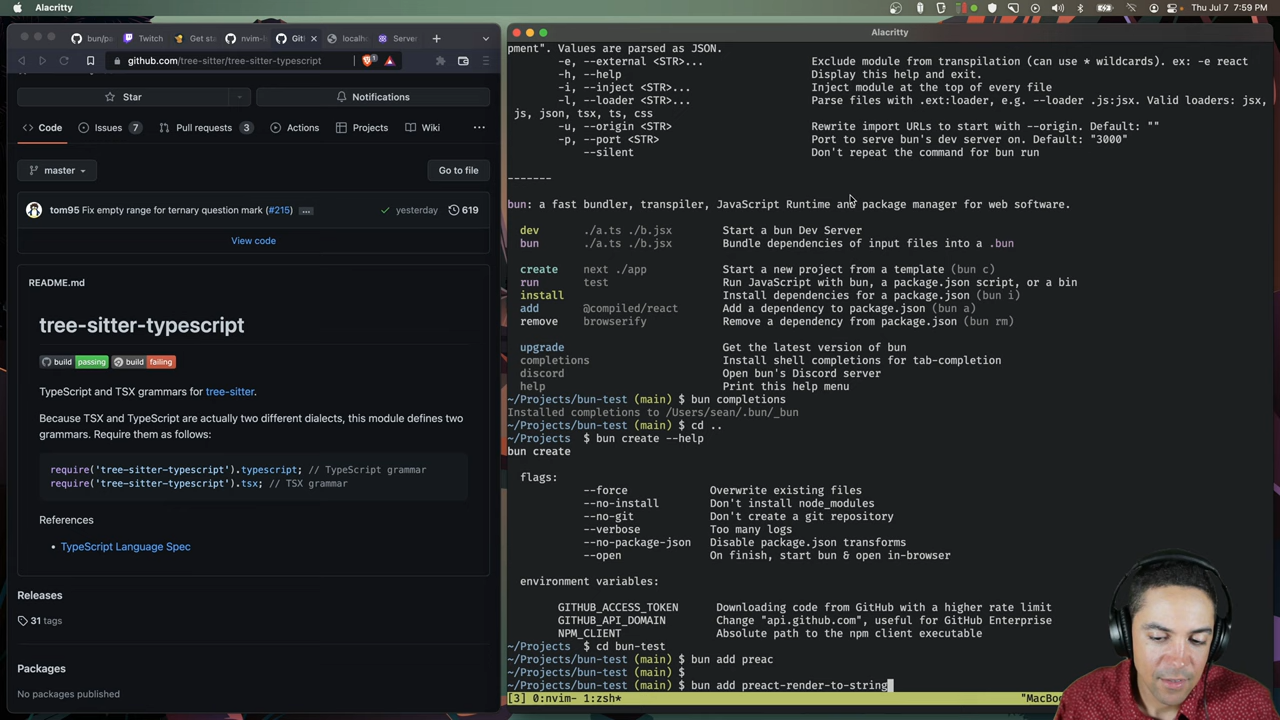 Alacritty
Thu Jul 7 7:59 PM
bun/pa
Twitch
Get sta
nvim-l
Gitl
localho
Server
github.com/tree-sitter/tree-sitter-typescript
Star
Notifications
Code
Issues 7
Pull requests 3
Actions
Projects
Wiki
master
Go to file
tom95 Fix empty range for ternary question mark (#215) ...
yesterday
619
View code
README.md
tree-sitter-typescript
build passing
build failing
TypeScript and TSX grammars for tree-sitter.
Because TSX and TypeScript are actually two different dialects, this module defines two
grammars. Require them as follows:
require('tree-sitter-typescript').typescript; // TypeScript grammar
require('tree-sitter-typescript').tsx; // TSX grammar
References
• TypeScript Language Spec
Releases
31 tags
Packages
No packages published
Alacritty
pment". Values are parsed as JSON.
-e, --external <STR>... Exclude module from transpilation (can use * wildcards). ex: -e react
-h, --help Display this help and exit.
-i, --inject <STR>... Inject module at the top of every file
-l, --loader <STR>... Parse files with .ext:loader, e.g. --loader .js:jsx. Valid loaders: jsx,
js, json, tsx, ts, css
-u, --origin <STR> Rewrite import URLs to start with --origin. Default: ""
-p, --port <STR> Port to serve bun's dev server on. Default: "3000"
--silent Don't repeat the command for bun run
-------
bun: a fast bundler, transpiler, JavaScript Runtime and package manager for web software.
dev ./a.ts ./b.jsx Start a bun Dev Server
bun ./a.ts ./b.jsx Bundle dependencies of input files into a .bun
create next ./app Start a new project from a template (bun c)
run test Run JavaScript with bun, a package.json script, or a bin
install Install dependencies for a package.json (bun i)
add @compiled/react Add a dependency to package.json (bun a)
remove browserify Remove a dependency from package.json (bun rm)
upgrade Get the latest version of bun
completions Install shell completions for tab-completion
discord Open bun's Discord server
help Print this help menu
~/Projects/bun-test (main) $ bun completions
Installed completions to /Users/sean/.bun/_bun
~/Projects/bun-test (main) $ cd ..
~/Projects $ bun create --help
bun create
flags:
--force Overwrite existing files
--no-install Don't install node_modules
--no-git Don't create a git repository
--verbose Too many logs
--no-package-json Disable package.json transforms
--open On finish, start bun & open in-browser
environment variables:
GITHUB_ACCESS_TOKEN Downloading code from GitHub with a higher rate limit
GITHUB_API_DOMAIN Change "api.github.com", useful for GitHub Enterprise
NPM_CLIENT Absolute path to the npm client executable
~/Projects $ cd bun-test
~/Projects/bun-test (main) $ bun add preac
~/Projects/bun-test (main) $
~/Projects/bun-test (main) $ bun add preact-render-to-string
[3] 0:nvim- 1:zsh* "MacBoo